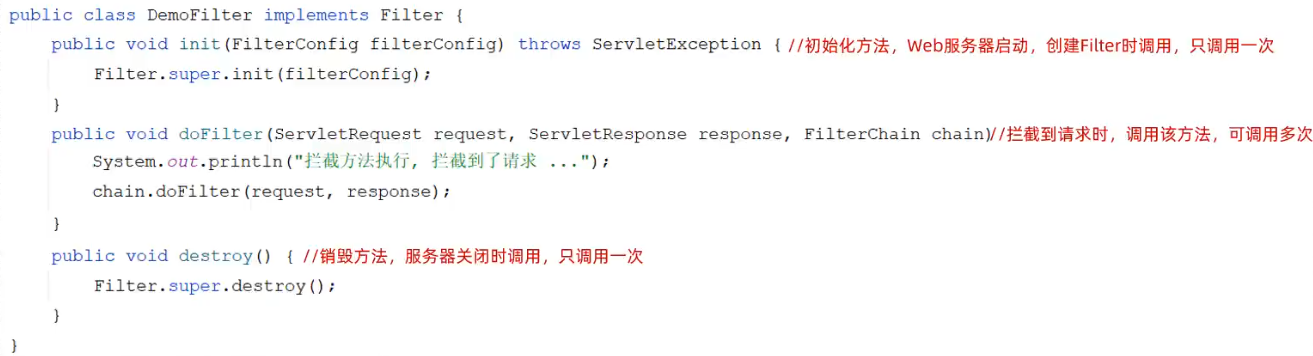 public class DemoFilter implements Filter {
    public void init(FilterConfig filterConfig) throws ServletException { //初始化方法，Web服务器启动，创建Filter时调用，只调用一次
        Filter.super.init(filterConfig);
    }
    public void doFilter(ServletRequest request, ServletResponse response, FilterChain chain)//拦截到请求时，调用该方法，可调用多次
        System.out.println("拦截方法执行, 拦截到了请求 ...");
        chain.doFilter(request, response);
    }
    public void destroy() { //销毁方法，服务器关闭时调用，只调用一次
        Filter.super.destroy();
    }
}